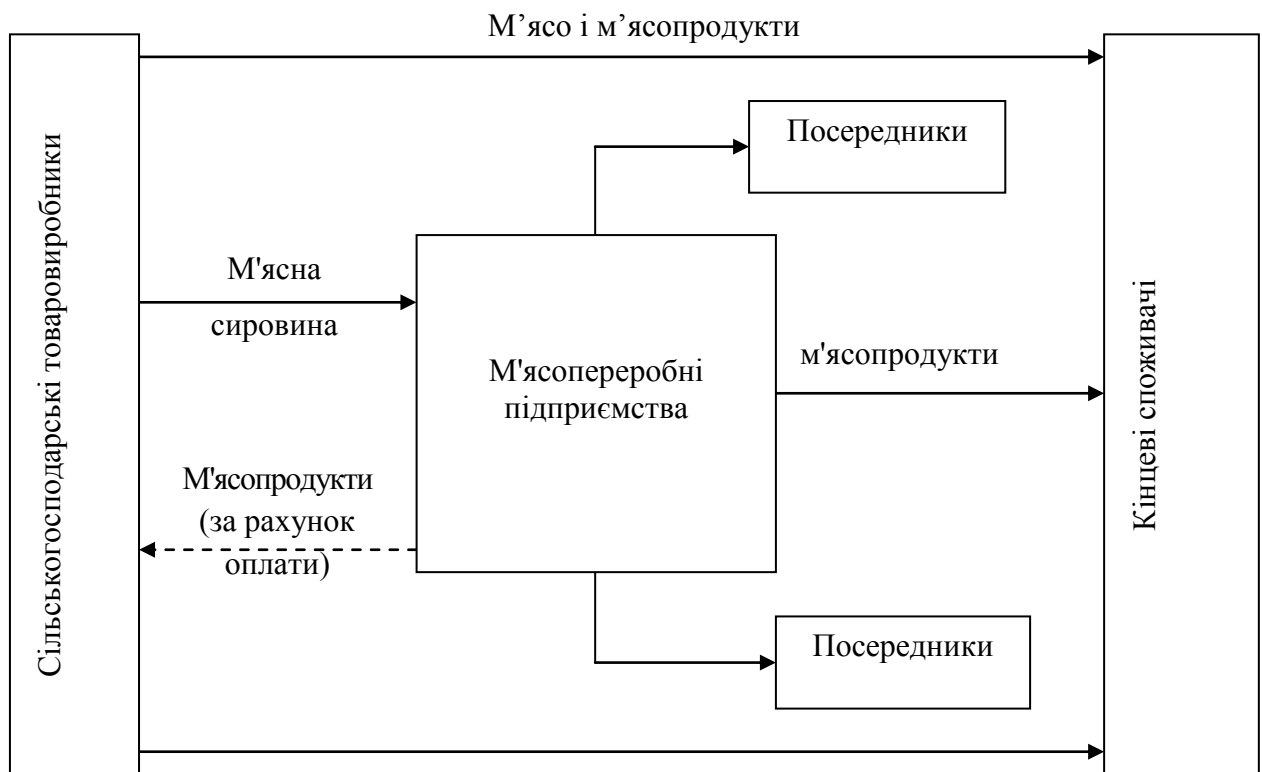 М’ясо і м’ясопродукти
Посередники
Сільськогосподарські товаровиробники
М'ясна
сировина
М'ясопереробні
підприємства
м'ясопродукти
Кінцеві споживачі
М'ясопродукти
(за рахунок
оплати)
Посередники